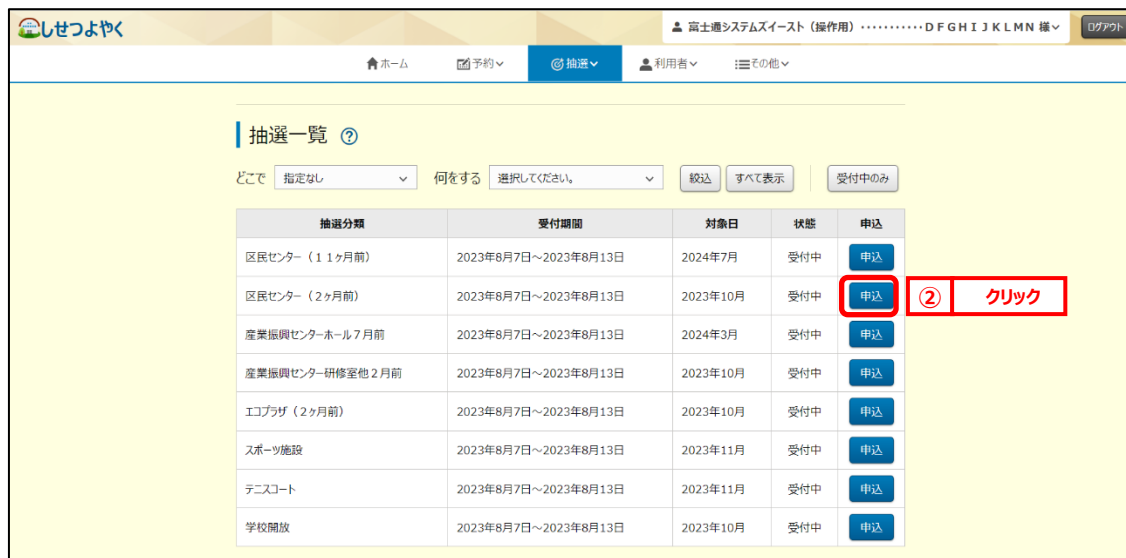 しせつよやく
富士通システムズイースト（操作用）‥‥‥‥‥‥ＤＦＧＨＩＪＫＬＭＮ 様
ログアウト
ホーム 予約 抽選 利用者 その他
抽選一覧 ?
どこで 指定なし 何をする 選択してください。 絞込 すべて表示 受付中のみ
抽選分類 受付期間 対象日 状態 申込
区民センター（１１ヶ月前） 2023年8月7日～2023年8月13日 2024年7月 受付中 申込
区民センター（２ヶ月前） 2023年8月7日～2023年8月13日 2023年10月 受付中 申込 ② クリック
産業振興センターホール７月前 2023年8月7日～2023年8月13日 2024年3月 受付中 申込
産業振興センター研修室他２月前 2023年8月7日～2023年8月13日 2023年10月 受付中 申込
エコプラザ（２ヶ月前） 2023年8月7日～2023年8月13日 2023年10月 受付中 申込
スポーツ施設 2023年8月7日～2023年8月13日 2023年11月 受付中 申込
テニスコート 2023年8月7日～2023年8月13日 2023年11月 受付中 申込
学校開放 2023年8月7日～2023年8月13日 2023年10月 受付中 申込